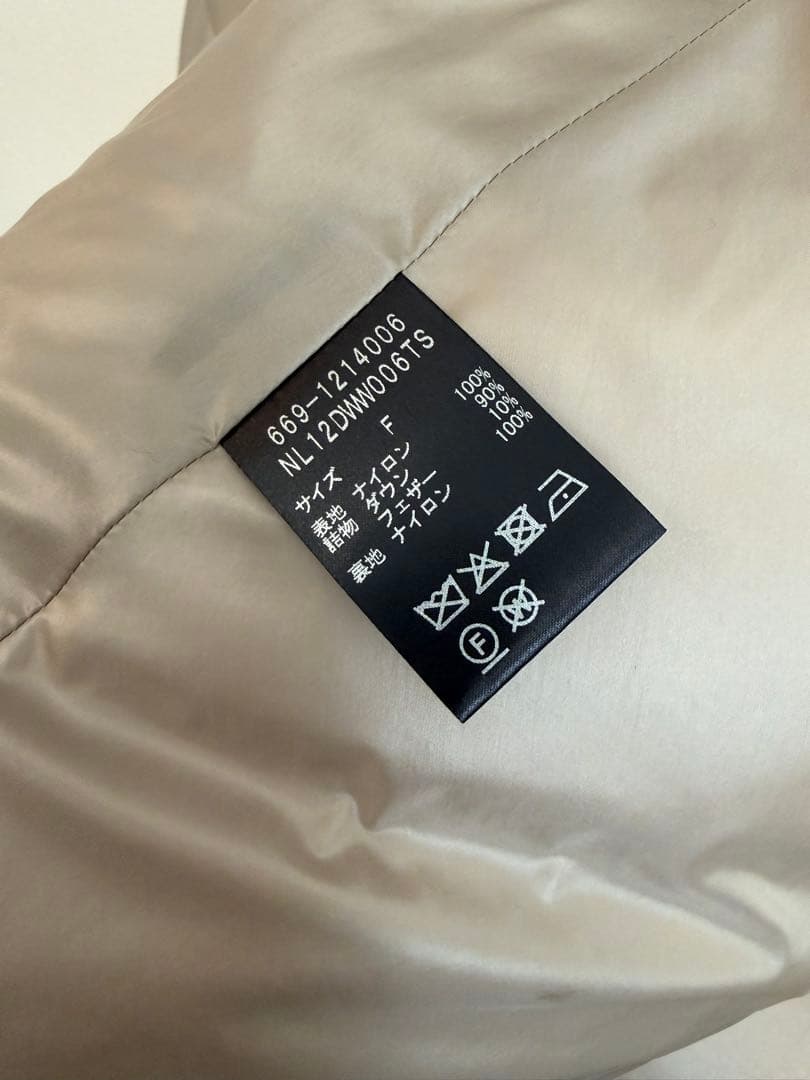 669-1214006
NL12DWW006TS
サイズ F
表地 ナイロン 100%
詰物 ダウン 90%
フェザー 10%
裏地 ナイロン 100%
F W